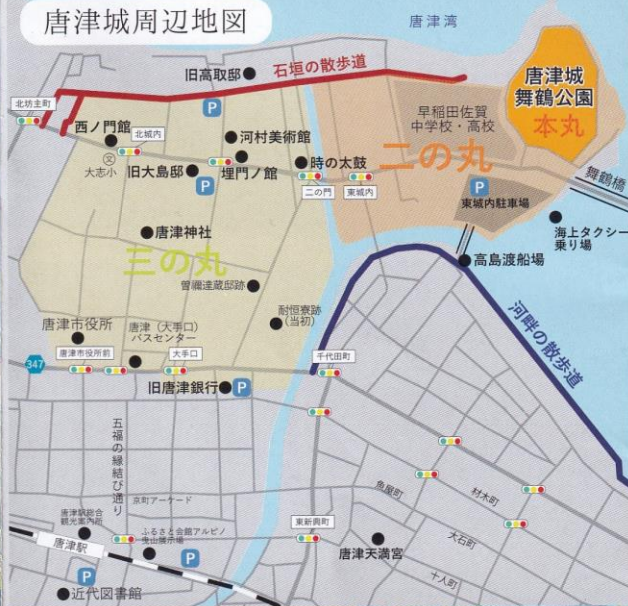 唐津城周辺地図
唐津湾
旧高取邸
石垣の散歩道
唐津城
舞鶴公園
本丸
北坊主町
P
早稲田佐賀
中学校・高校
西ノ門館
北城内
河村美術館
文
大志小
旧大島邸
埋門ノ館
時の太鼓
二の丸
P
二の門
東城内
P
東城内駐車場
舞鶴橋
海上タクシー
乗り場
唐津神社
三の丸
高島渡船場
曽禰達蔵邸跡
河畔の散歩道
耐恒寮跡
(当初)
唐津市役所
唐津(大手口)
バスセンター
唐津市役所前
大手口
千代田町
347
旧唐津銀行
P
五福の縁結び通り
魚屋町
村木町
京町アーケード
唐津駅総合
観光案内所
ふるさと会館アルピノ
曳山展示場
東新興町
大石町
唐津駅
P
唐津天満宮
十人町
P
近代図書館